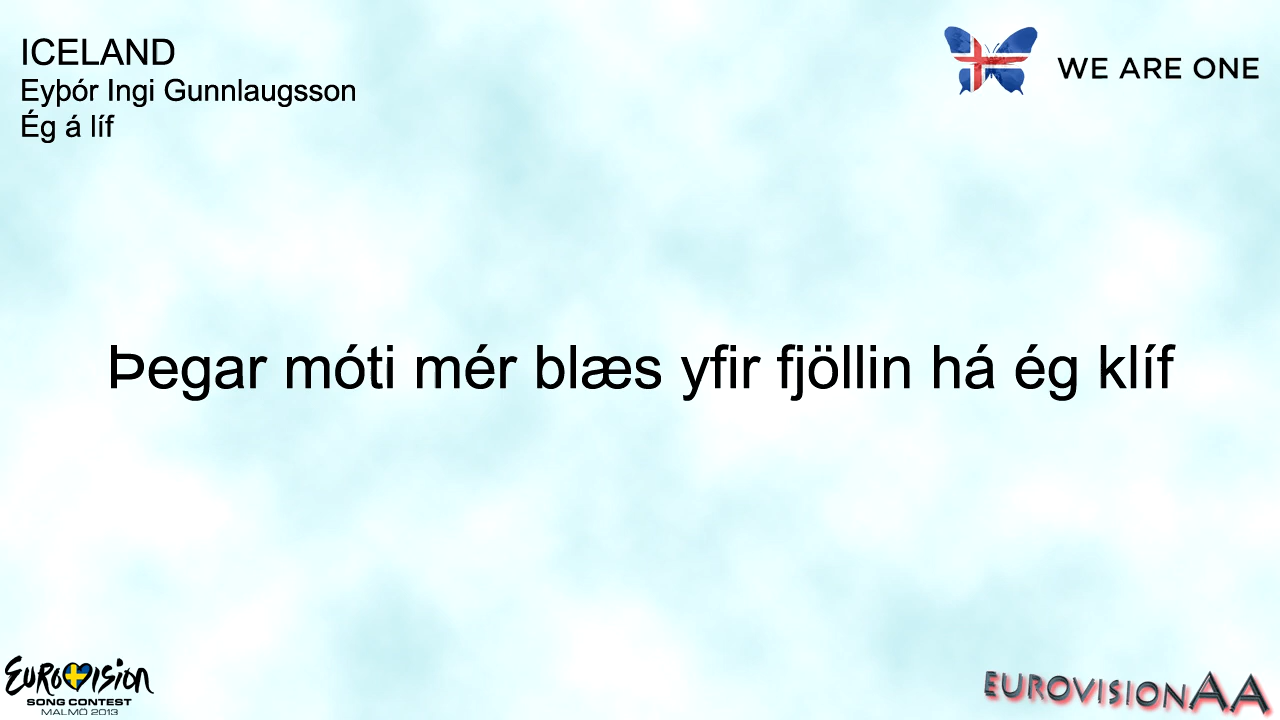 ICELAND
Eyþór Ingi Gunnlaugsson
Ég á líf
WE ARE ONE
Þegar móti mér blæs yfir fjöllin há ég klíf
EUROVISION
SONG CONTEST
MALMÖ 2013
EUROVISIONAA